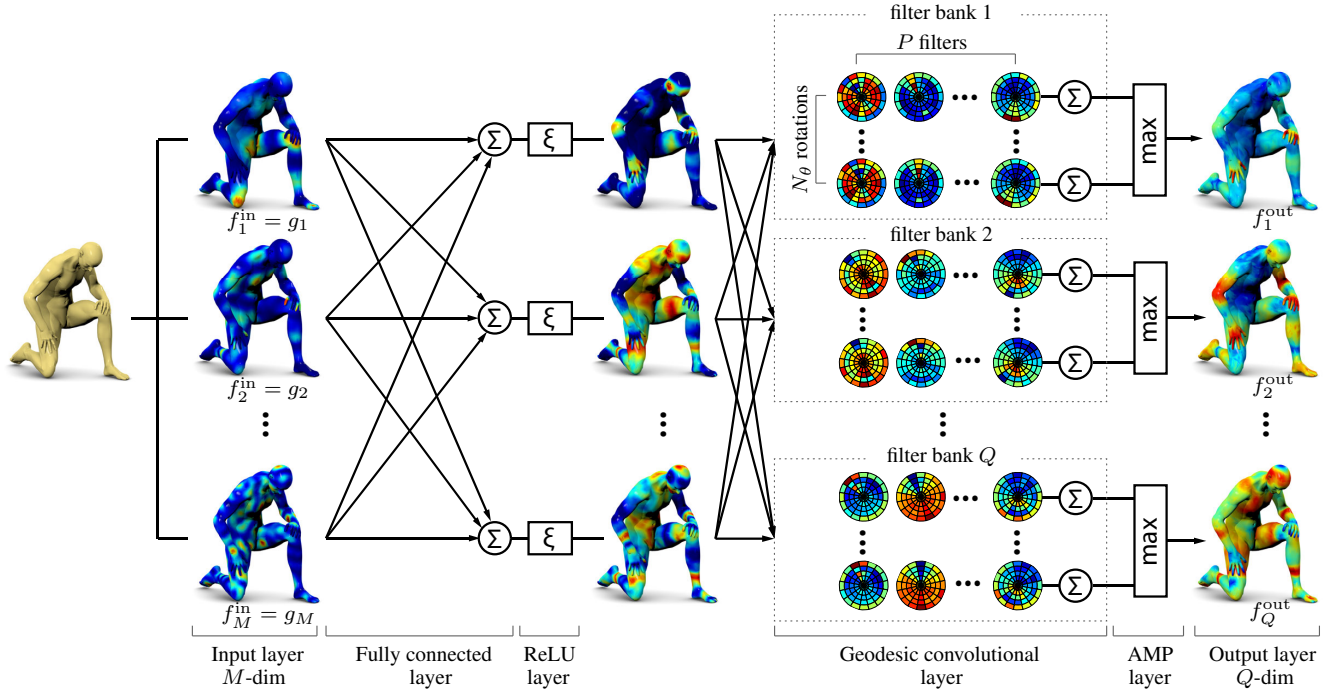 filter bank 1
P filters
N_θ rotations
Σ
Σ
max
Σ
ξ
f_1^in = g_1
f_1^out
filter bank 2
Σ
Σ
max
Σ
ξ
f_2^in = g_2
f_2^out
filter bank Q
Σ
Σ
max
Σ
ξ
f_M^in = g_M
f_Q^out
Input layer
M-dim
Fully connected
layer
ReLU
layer
Geodesic convolutional
layer
AMP
layer
Output layer
Q-dim